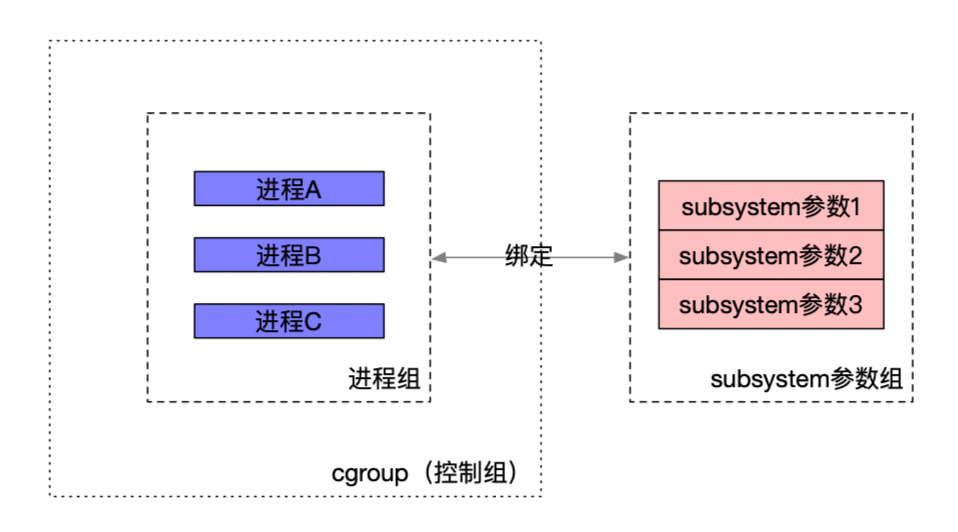 进程A
进程B
进程C
进程组
cgroup（控制组）
绑定
subsystem参数1
subsystem参数2
subsystem参数3
subsystem参数组